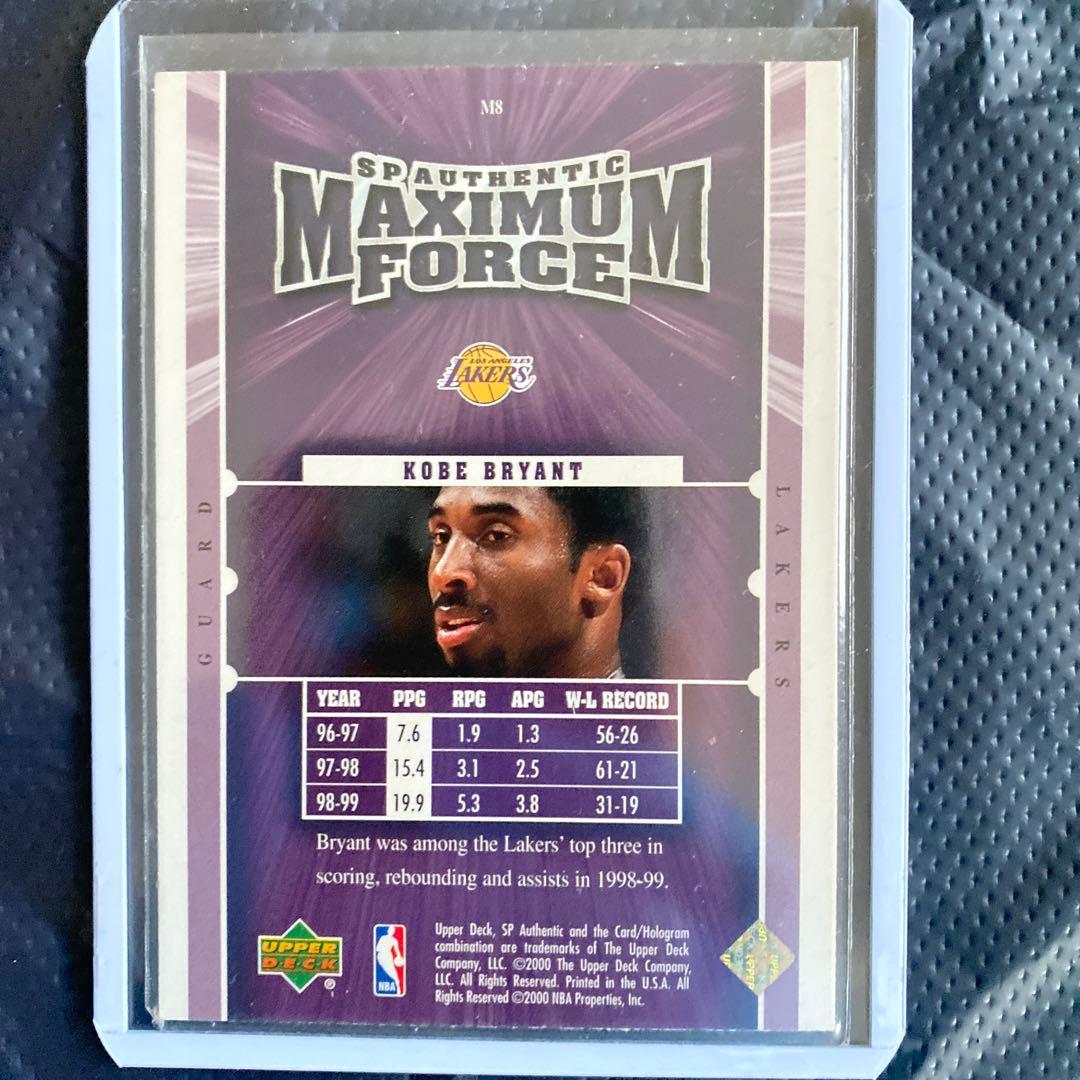 M8
SP AUTHENTIC
MAXIMUM
FORCE
LOS ANGELES
LAKERS
KOBE BRYANT
GUARD
LAKERS
YEAR PPG RPG APG W-L RECORD
96-97 7.6 1.9 1.3 56-26
97-98 15.4 3.1 2.5 61-21
98-99 19.9 5.3 3.8 31-19
Bryant was among the Lakers' top three in
scoring, rebounding and assists in 1998-99.
UPPER
DECK
®
NBA
Upper Deck, SP Authentic and the Card/Hologram
combination are trademarks of The Upper Deck
Company, LLC. ©2000 The Upper Deck Company,
LLC. All Rights Reserved. Printed in the U.S.A. All
Rights Reserved ©2000 NBA Properties, Inc.